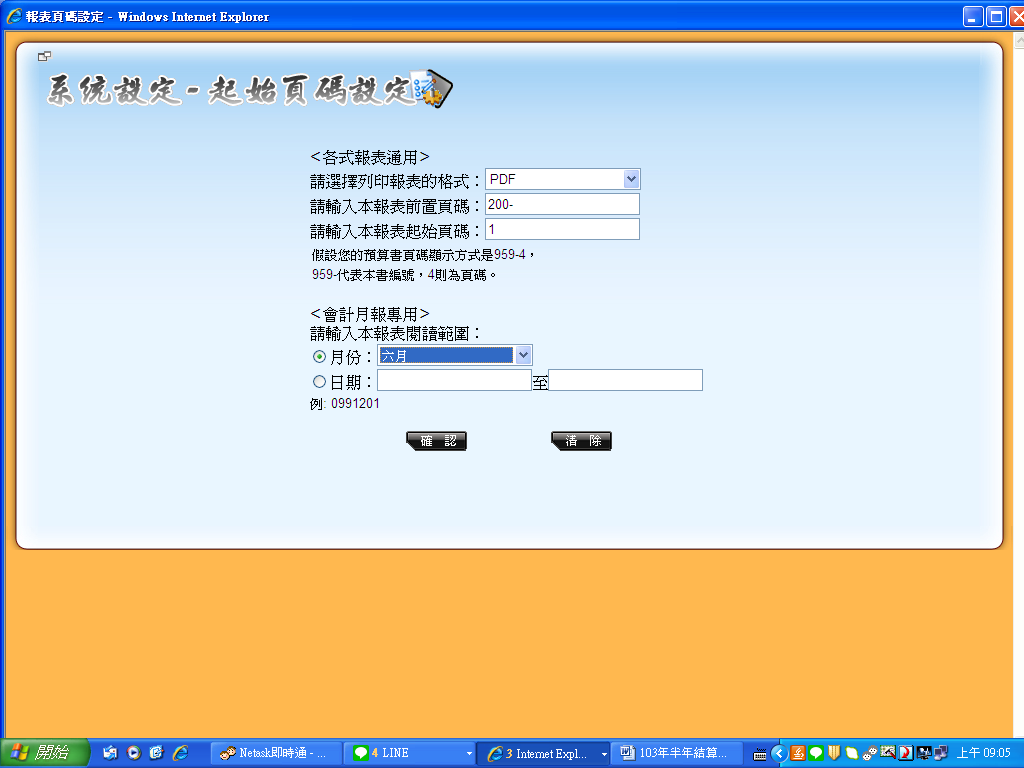 報表頁碼設定 - Windows Internet Explorer
系統設定-起始頁碼設定
<各式報表通用>
請選擇列印報表的格式：PDF
請輸入本報表前置頁碼：200-
請輸入本報表起始頁碼：1
假設您的預算書頁碼顯示方式是959-4，
959-代表本書編號，4則為頁碼。
<會計月報專用>
請輸入本報表閱讀範圍：
月份：六月
日期：至
例: 0991201
確 認 清 除
開始 Netask即時通 - ... 4 LINE 3 Internet Expl... 103年半年結算... 上午 09:05